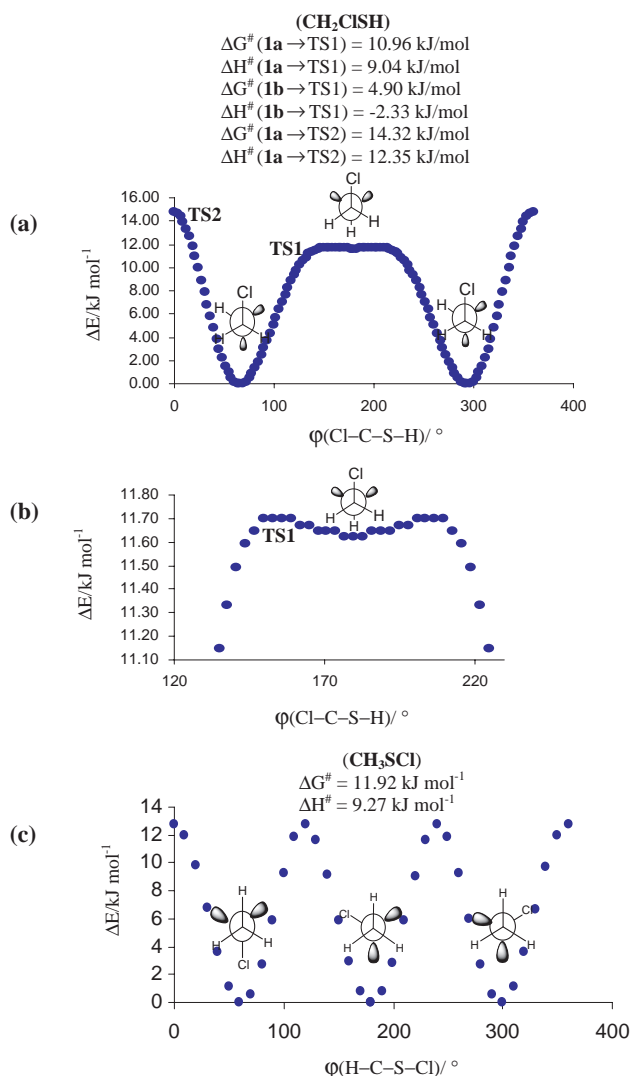 (CH₂ClSH)
ΔG# (1a→TS1) = 10.96 kJ/mol
ΔH# (1a→TS1) = 9.04 kJ/mol
ΔG# (1b→TS1) = 4.90 kJ/mol
ΔH# (1b→TS1) = -2.33 kJ/mol
ΔG# (1a→TS2) = 14.32 kJ/mol
ΔH# (1a→TS2) = 12.35 kJ/mol
(a)
ΔE/kJ mol⁻¹
16.00
14.00
12.00
10.00
8.00
6.00
4.00
2.00
0.00
TS2
TS1
Cl
H
H
H
Cl
H
H
H
Cl
H
H
H
0 100 200 300 400
φ(Cl–C–S–H)/ °
(b)
ΔE/kJ mol⁻¹
11.80
11.70
11.60
11.50
11.40
11.30
11.20
11.10
TS1
Cl
H
H
H
120 170 220
φ(Cl–C–S–H)/ °
(CH₃SCl)
ΔG# = 11.92 kJ mol⁻¹
ΔH# = 9.27 kJ mol⁻¹
(c)
ΔE/kJ mol⁻¹
14
12
10
8
6
4
2
0
H
H
H
Cl
H
Cl
H
H
H
Cl
H
H
0 100 200 300 400
φ(H–C–S–Cl)/ °